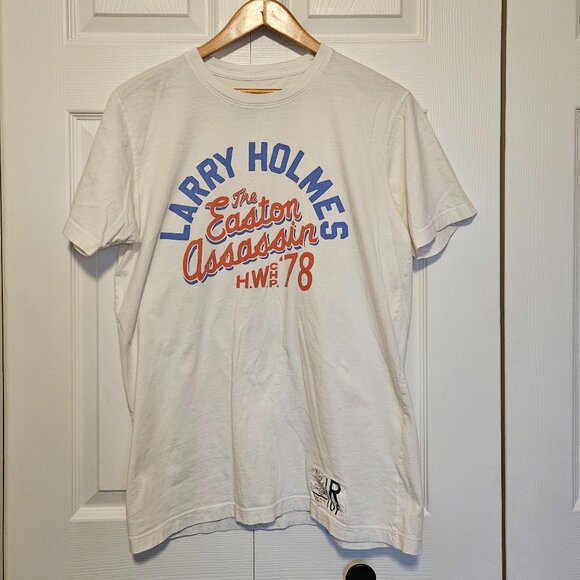 LARRY HOLMES
The
Easton
Assassin
H.W. CHP. '78
R